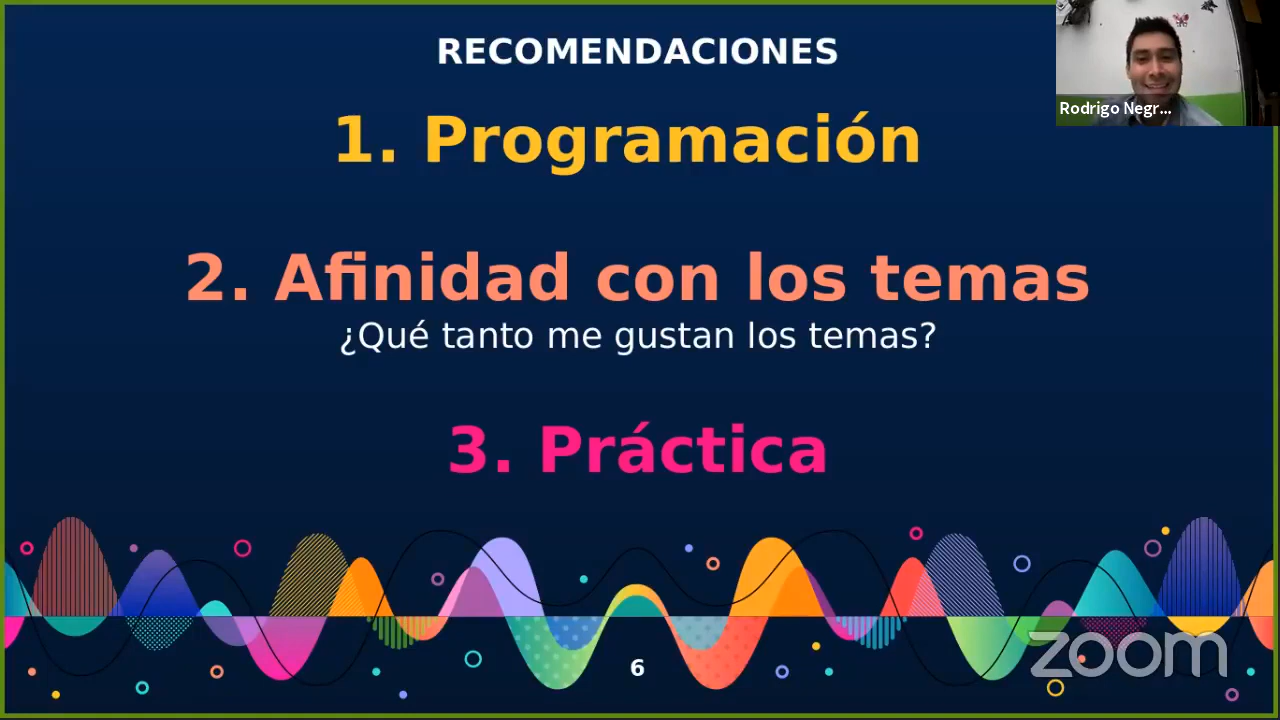 RECOMENDACIONES
Rodrigo Negr...
1. Programación
2. Afinidad con los temas
¿Qué tanto me gustan los temas?
3. Práctica
6
zoom